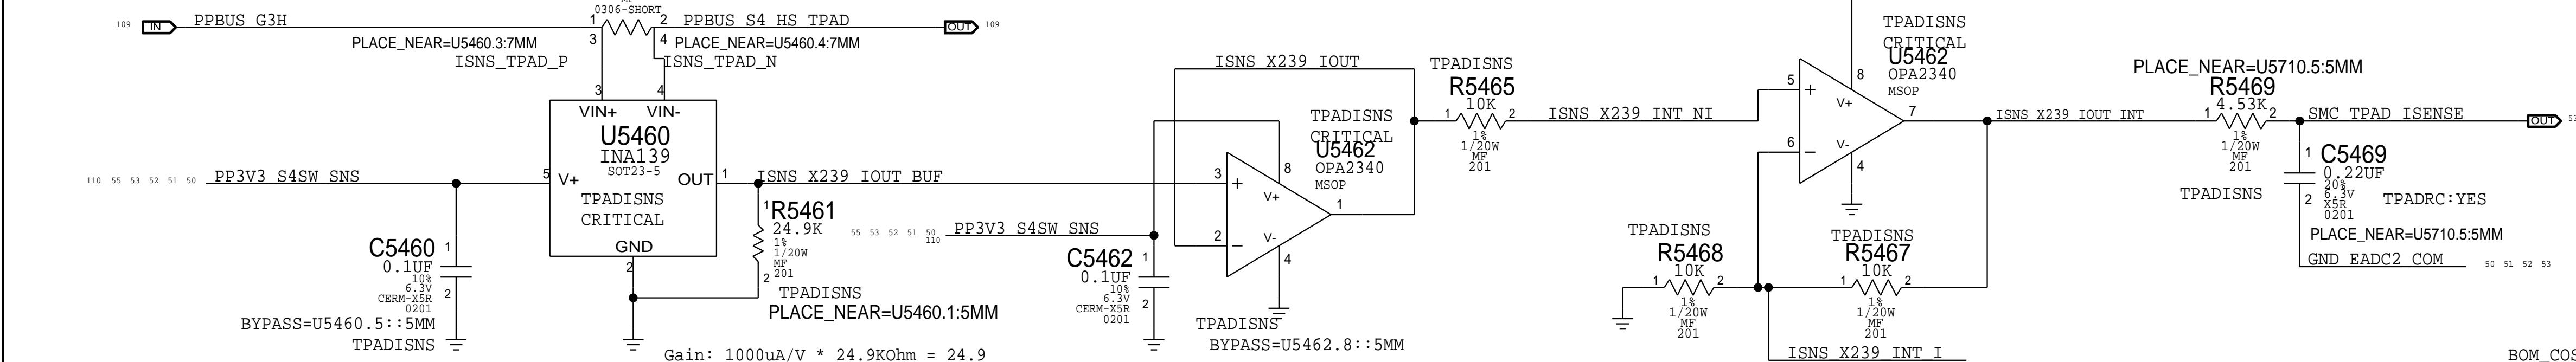 0306-SHORT
109 IN PPBUS_G3H 1 2 PPBUS_S4_HS_TPAD OUT 109
PLACE_NEAR=U5460.3:7MM 3 4 PLACE_NEAR=U5460.4:7MM
ISNS_TPAD_P ISNS_TPAD_N
3 4
VIN+ VIN-
U5460
INA139
SOT23-5
110 55 53 52 51 50 PP3V3_S4SW_SNS 5 V+ OUT 1 ISNS_X239_IOUT_BUF
TPADISNS
CRITICAL
GND
2
C5460 1
0.1UF
10%
6.3V 2
CERM-X5R
0201
BYPASS=U5460.5::5MM
TPADISNS
1 R5461
24.9K
1%
1/20W
MF
2 201
TPADISNS
PLACE_NEAR=U5460.1:5MM
Gain: 1000uA/V * 24.9KOhm = 24.9
55 53 52 51 50 PP3V3_S4SW_SNS
110
C5462 1
0.1UF
10%
6.3V 2
CERM-X5R
0201
TPADISNS
BYPASS=U5462.8::5MM
ISNS_X239_IOUT
TPADISNS
CRITICAL
U5462
OPA2340
MSOP
8
3 +
V+
1
2 −
V-
4
TPADISNS
R5465
10K
1 2 ISNS_X239_INT_NI
1%
1/20W
MF
201
TPADISNS
CRITICAL
U5462
OPA2340
MSOP
8
5 +
V+
7
6 −
V-
4
ISNS_X239_IOUT_INT
TPADISNS
R5468
10K
1 2
1%
1/20W
MF
201
TPADISNS
R5467
10K
1 2
1%
1/20W
MF
201
ISNS_X239_INT_I
PLACE_NEAR=U5710.5:5MM
R5469
4.53K
1 2 SMC_TPAD_ISENSE OUT
1%
1/20W
MF
201
TPADISNS
1 C5469
0.22UF
20%
6.3V
2 X5R
0201
TPADRC:YES
PLACE_NEAR=U5710.5:5MM
GND_EADC2_COM 50 51 52 53